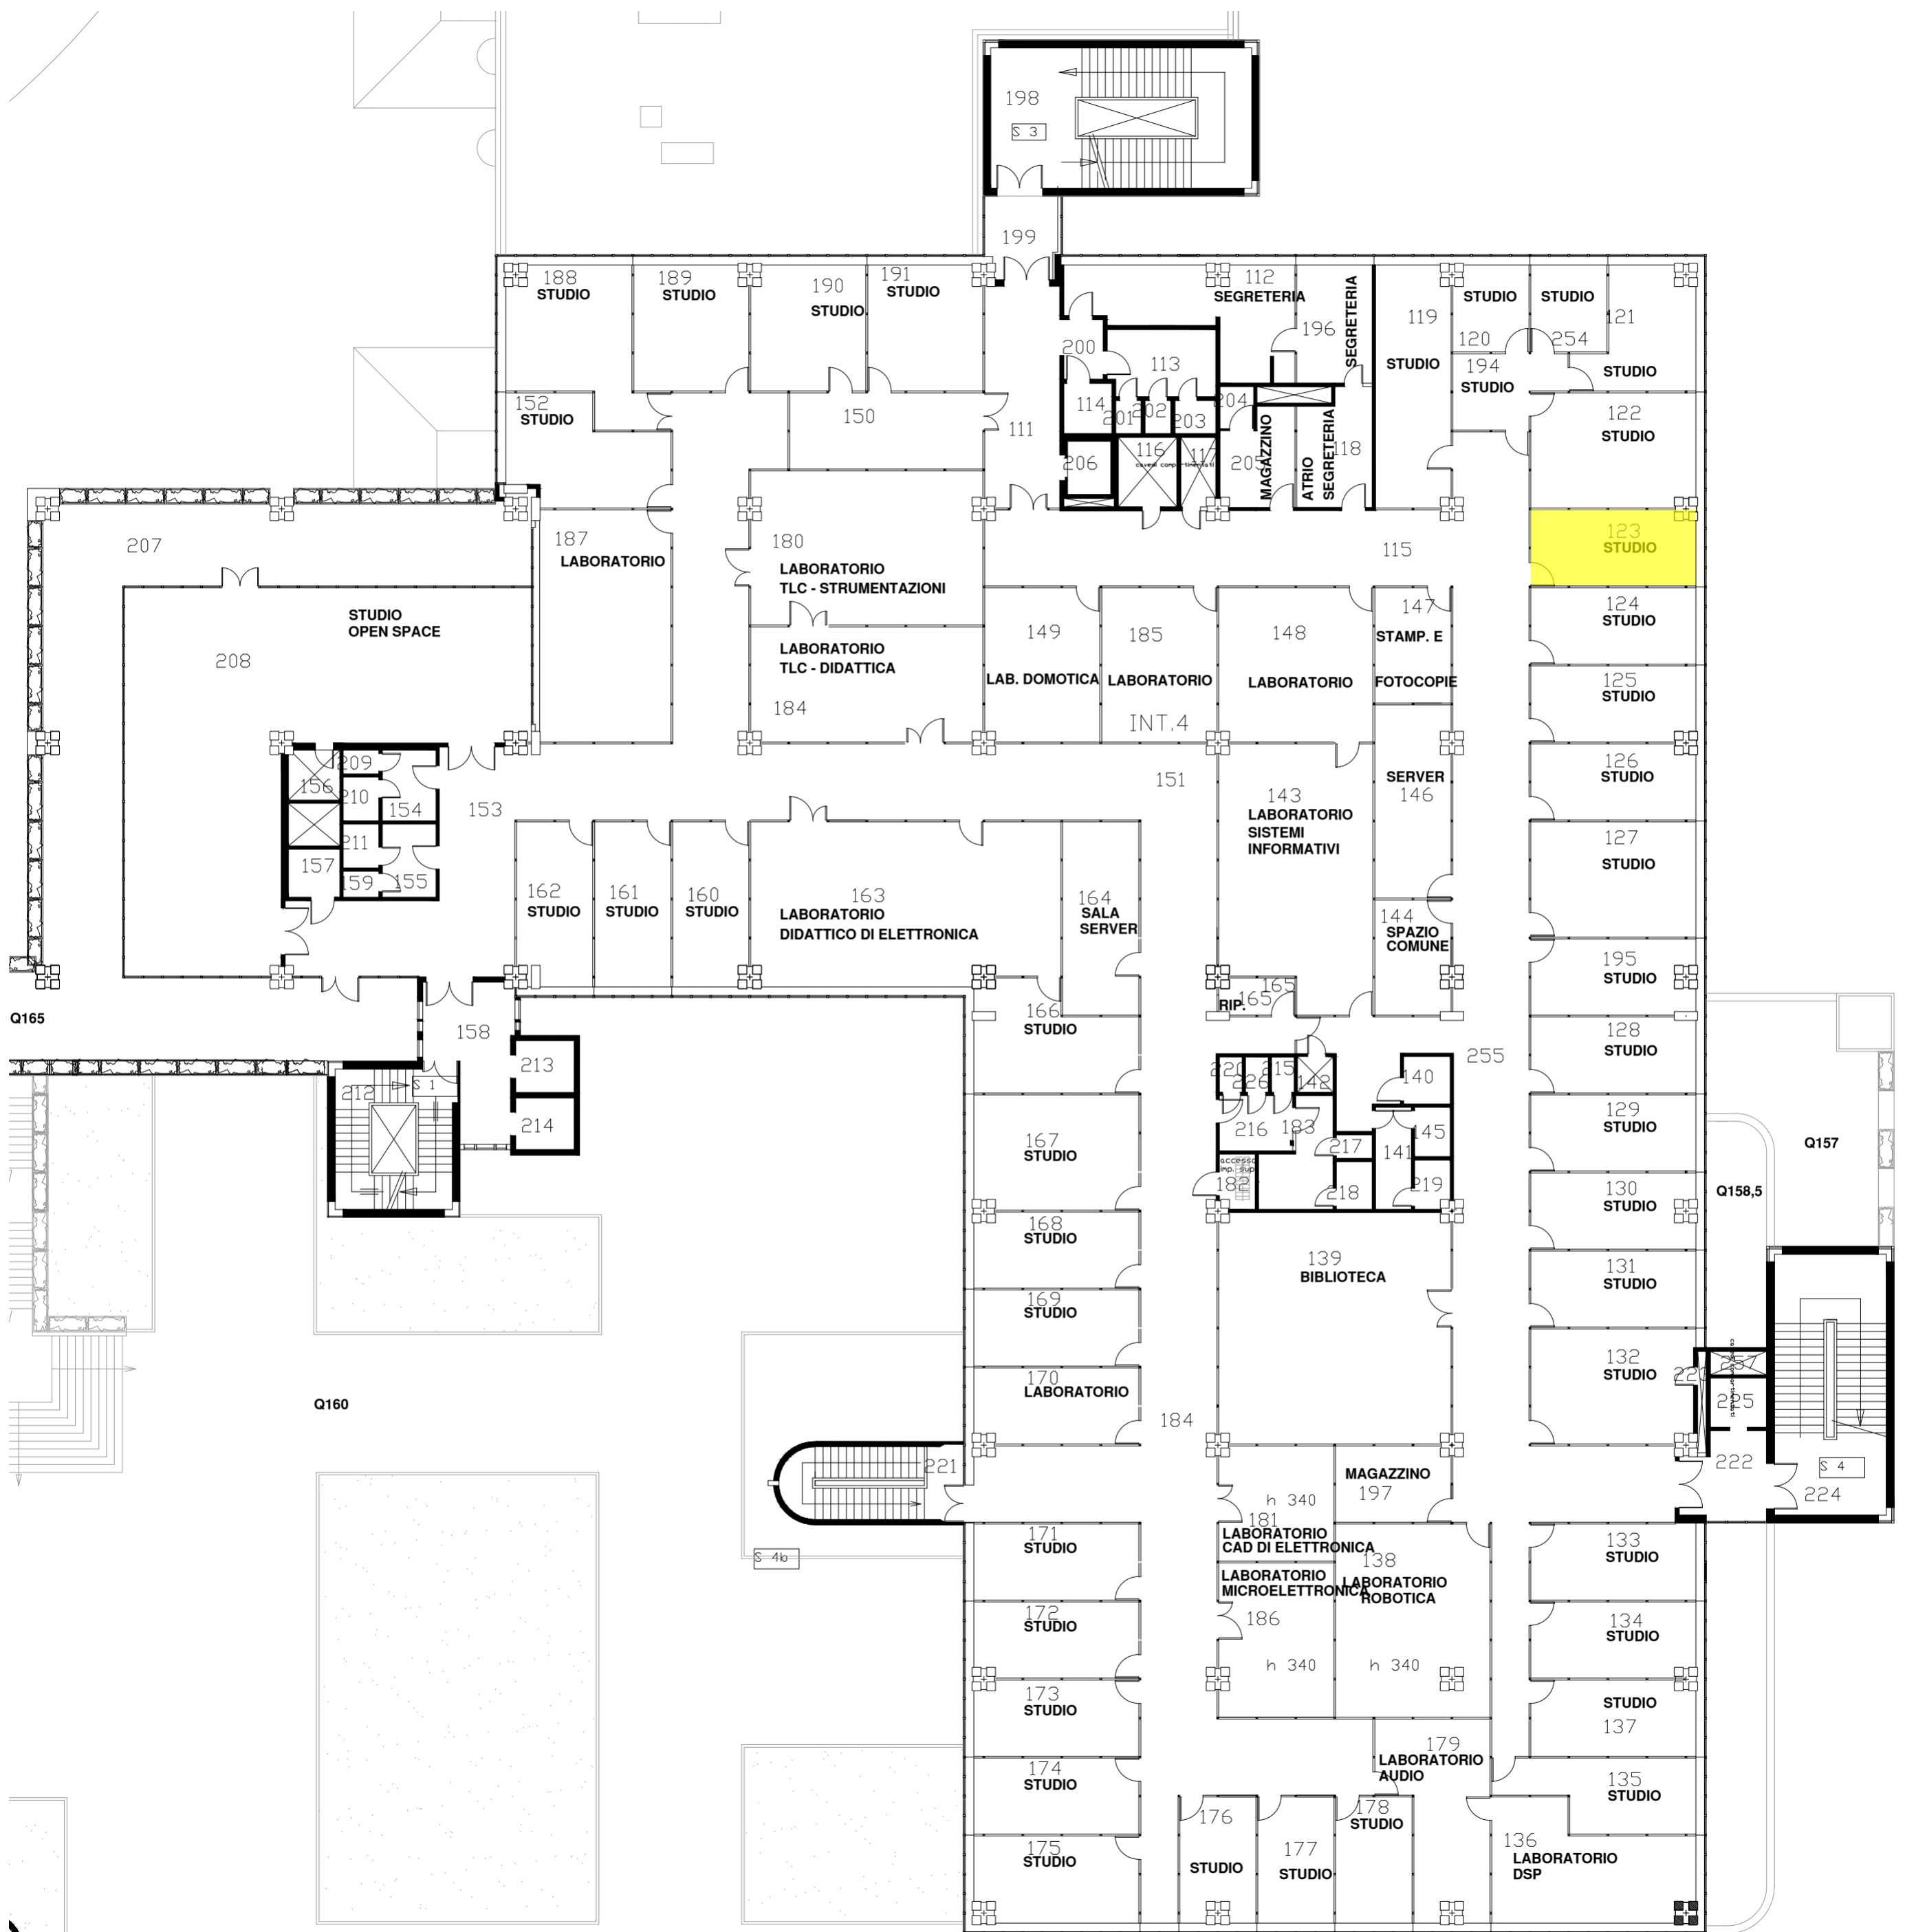 198
S 3
199
188
STUDIO
189
STUDIO
190
STUDIO
191
STUDIO
112
SEGRETERIA
196
SEGRETERIA
119
STUDIO
STUDIO
120
STUDIO
254
121
STUDIO
194
STUDIO
200
113
114
201
202
203
204
111
206
116
117
205
MAGAZZINO
ATRIO
SEGRETERIA
118
152
STUDIO
150
122
STUDIO
123
STUDIO
115
207
187
LABORATORIO
180
LABORATORIO
TLC - STRUMENTAZIONI
LABORATORIO
TLC - DIDATTICA
184
STUDIO
OPEN SPACE
208
149
LAB. DOMOTICA
185
LABORATORIO
INT.4
148
LABORATORIO
147
STAMP. E
FOTOCOPIE
124
STUDIO
125
STUDIO
126
STUDIO
127
STUDIO
151
143
LABORATORIO
SISTEMI
INFORMATIVI
SERVER
146
144
SPAZIO
COMUNE
156
209
210
154
211
157
159
155
153
162
STUDIO
161
STUDIO
160
STUDIO
163
LABORATORIO
DIDATTICO DI ELETTRONICA
164
SALA
SERVER
195
STUDIO
165
165
RIP.
Q165
158
213
214
212
S 1
166
STUDIO
255
128
STUDIO
220
226
215
142
140
216
183
217
141
145
accesso
imp. sup
182
218
219
167
STUDIO
129
STUDIO
Q157
130
STUDIO
Q158,5
168
STUDIO
139
BIBLIOTECA
131
STUDIO
169
STUDIO
170
LABORATORIO
132
STUDIO
225
Q160
184
221
222
S 4
224
MAGAZZINO
197
h 340
181
LABORATORIO
CAD DI ELETTRONICA
S 4b
171
STUDIO
138
LABORATORIO
ROBOTICA
LABORATORIO
MICROELETTRONICA
186
133
STUDIO
172
STUDIO
134
STUDIO
h 340
h 340
173
STUDIO
STUDIO
137
179
LABORATORIO
AUDIO
174
STUDIO
135
STUDIO
176
STUDIO
177
STUDIO
178
STUDIO
175
STUDIO
136
LABORATORIO
DSP